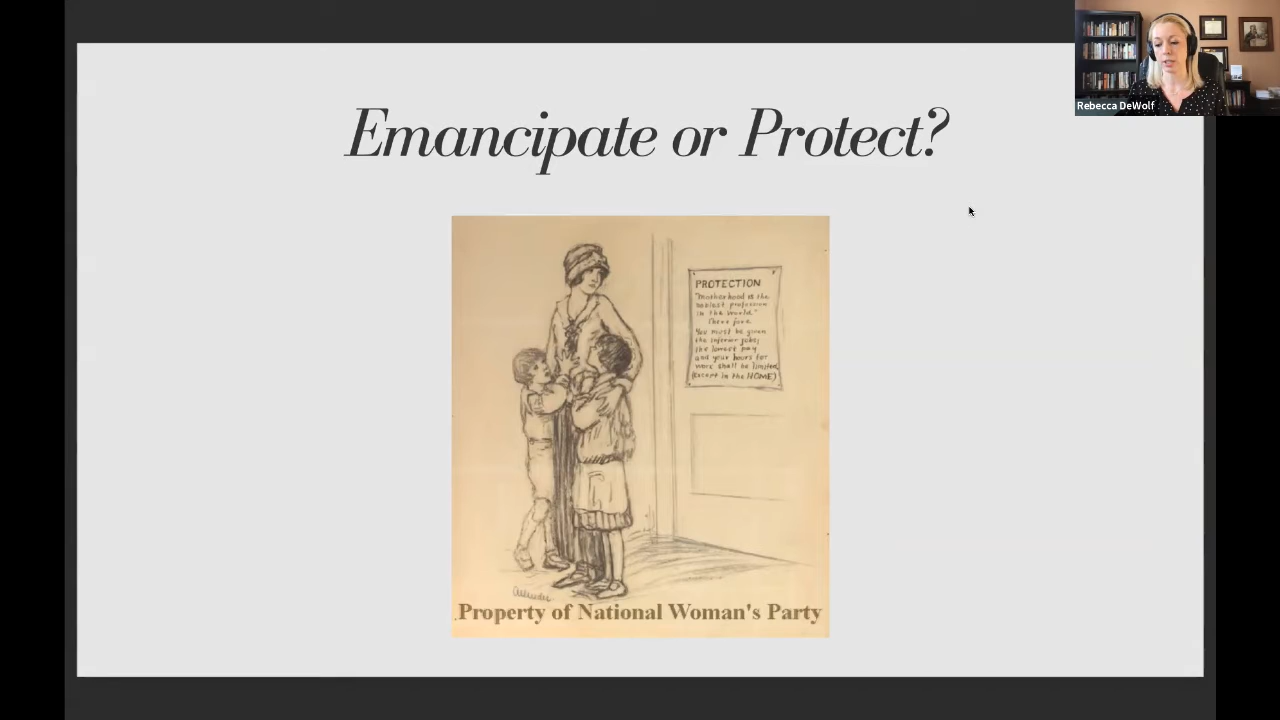 Emancipate or Protect?
Rebecca DeWolf
PROTECTION
"Motherhood is the
noblest profession
in the world."
Therefore
You must be given
the inferior jobs;
the lowest pay
and your hours for
work shall be limited
(except in the HOME)
Allender
Property of National Woman's Party